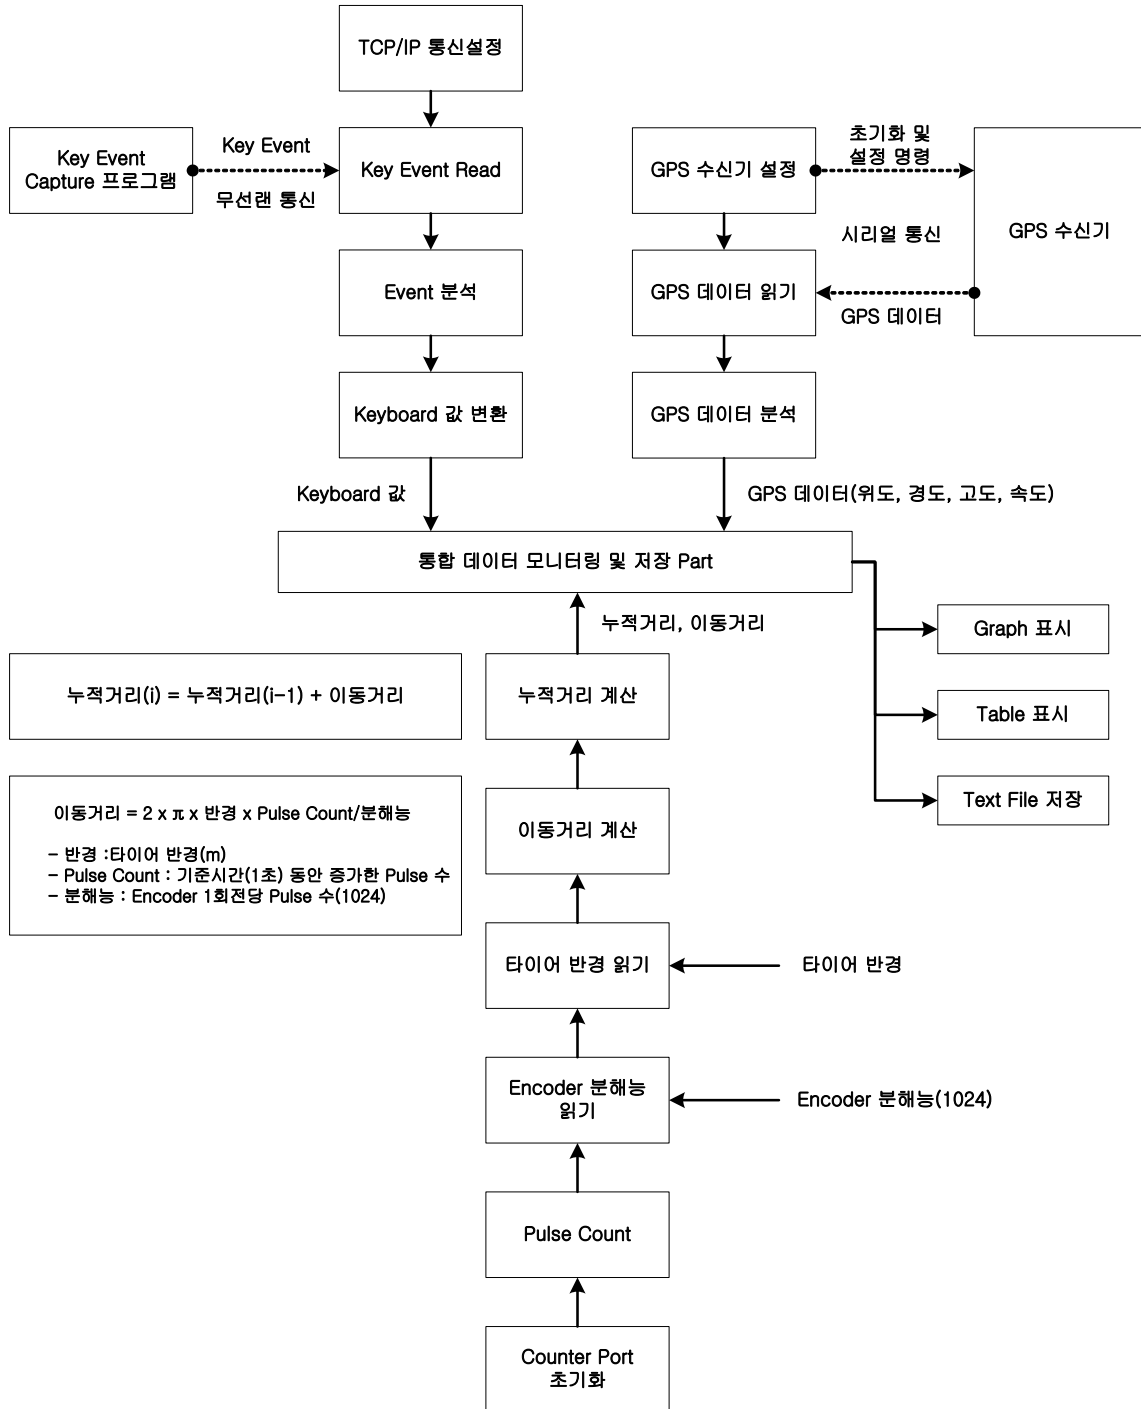 TCP/IP 통신설정
Key Event
Capture 프로그램
Key Event
무선랜 통신
Key Event Read
GPS 수신기 설정
초기화 및
설정 명령
시리얼 통신
GPS 수신기
Event 분석
GPS 데이터 읽기
GPS 데이터
Keyboard 값 변환
GPS 데이터 분석
Keyboard 값
GPS 데이터(위도, 경도, 고도, 속도)
통합 데이터 모니터링 및 저장 Part
누적거리, 이동거리
Graph 표시
누적거리(i) = 누적거리(i-1) + 이동거리
누적거리 계산
Table 표시
이동거리 = 2 x π x 반경 x Pulse Count/분해능
- 반경 :타이어 반경(m)
- Pulse Count : 기준시간(1초) 동안 증가한 Pulse 수
- 분해능 : Encoder 1회전당 Pulse 수(1024)
이동거리 계산
Text File 저장
타이어 반경 읽기
타이어 반경
Encoder 분해능
읽기
Encoder 분해능(1024)
Pulse Count
Counter Port
초기화